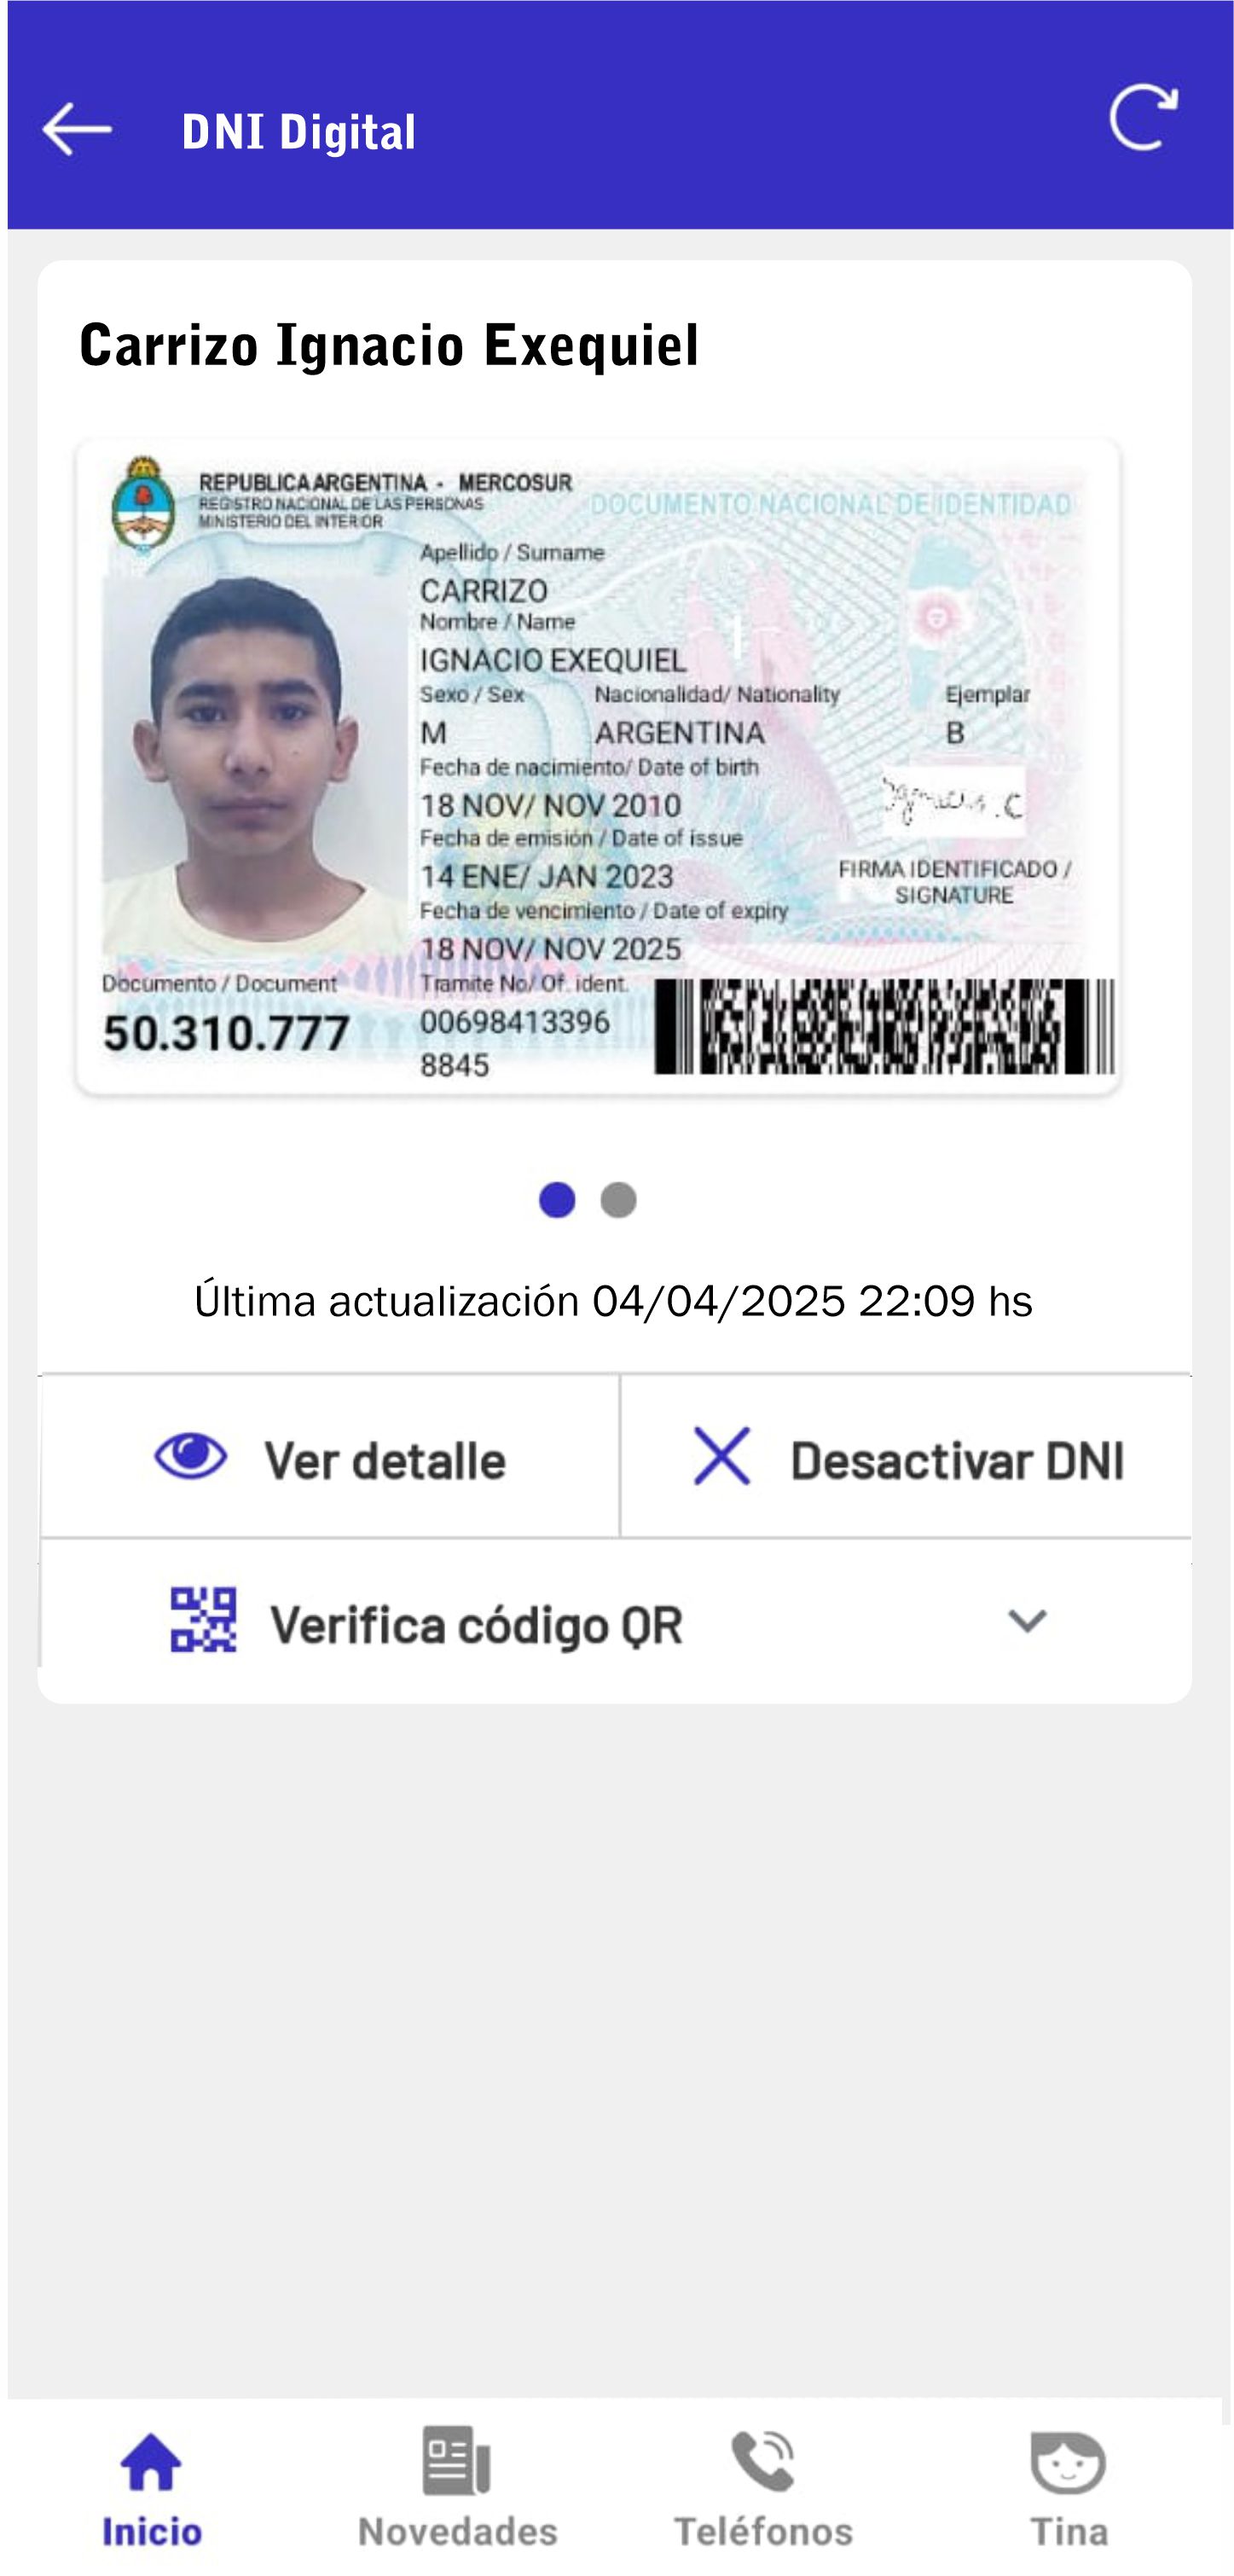 DNI Digital
Carrizo Ignacio Exequiel
REPUBLICA ARGENTINA - MERCOSUR
REGISTRO NACIONAL DE LAS PERSONAS
MINISTERIO DEL INTERIOR
DOCUMENTO NACIONAL DE IDENTIDAD
Apellido / Surname
CARRIZO
Nombre / Name
IGNACIO EXEQUIEL
Sexo / Sex Nacionalidad/ Nationality Ejemplar
M ARGENTINA B
Fecha de nacimiento/ Date of birth
18 NOV/ NOV 2010
Fecha de emisión / Date of issue
14 ENE/ JAN 2023
Fecha de vencimiento / Date of expiry
18 NOV/ NOV 2025
FIRMA IDENTIFICADO /
SIGNATURE
Documento / Document
50.310.777
Tramite No/ Of. ident.
00698413396
8845
Última actualización 04/04/2025 22:09 hs
Ver detalle
Desactivar DNI
Verifica código QR
Inicio Novedades Teléfonos Tina